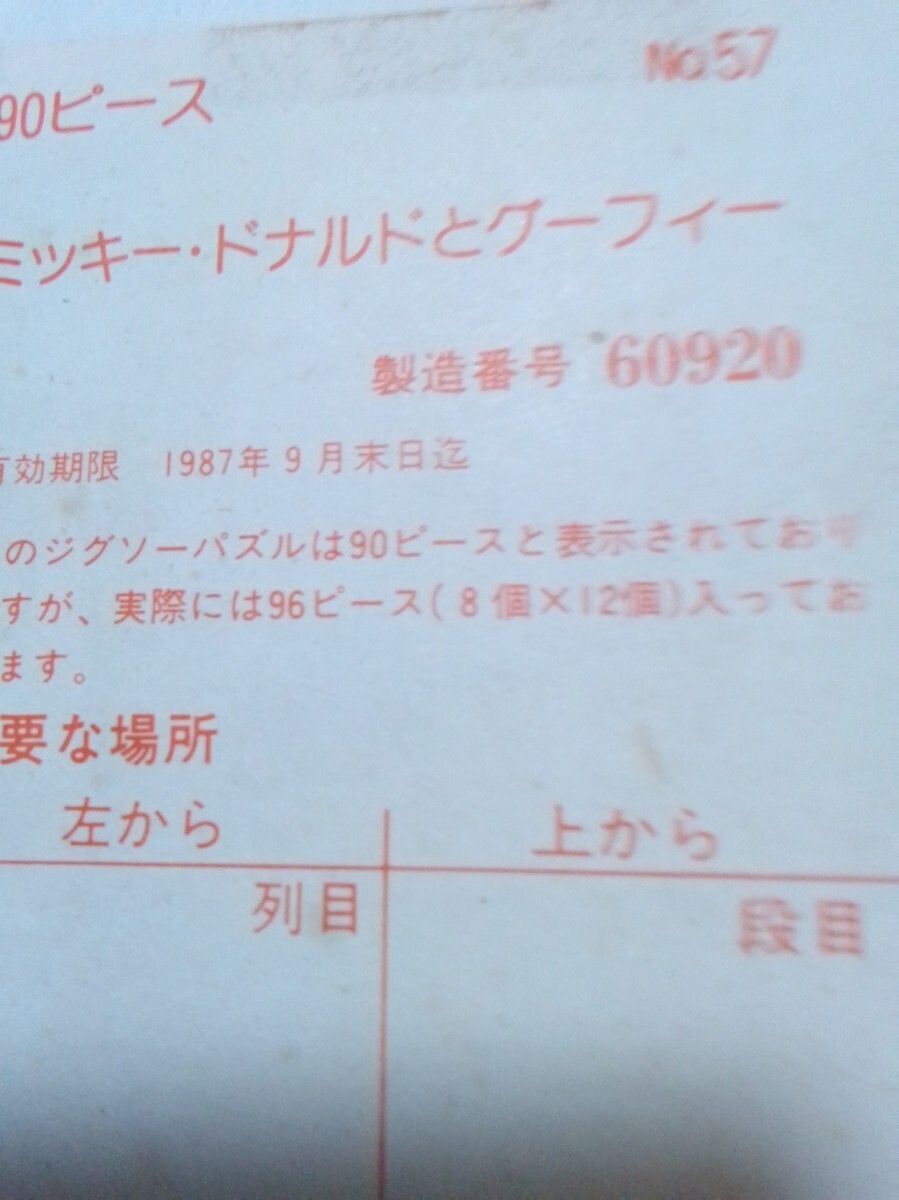 No.57
90ピース
ミッキー・ドナルドとグーフィー
製造番号 60920
有効期限 1987年9月末日迄
のジグソーパズルは90ピースと表示されており
すが、実際には96ピース(8個×12個)入ってお
ます。
要な場所
左から 上から
列目 段目